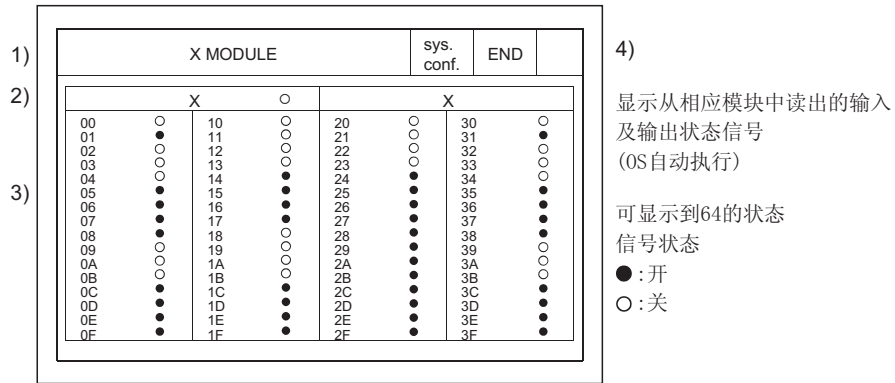 1)
X MODULE
sys.
conf.
END
4)
2)
X ○ X
显示从相应模块中读出的输入
及输出状态信号
(OS自动执行)
3)
00 ○ 10 ○ 20 ○ 30 ○
01 ● 11 ○ 21 ○ 31 ●
02 ○ 12 ○ 22 ○ 32 ○
03 ○ 13 ○ 23 ○ 33 ○
04 ○ 14 ● 24 ● 34 ○
05 ● 15 ● 25 ● 35 ●
06 ● 16 ● 26 ● 36 ●
07 ● 17 ● 27 ● 37 ●
08 ● 18 ○ 28 ● 38 ●
09 ○ 19 ○ 29 ● 39 ○
0A ○ 1A ○ 2A ● 3A ○
0B ○ 1B ○ 2B ● 3B ○
0C ● 1C ● 2C ● 3C ●
0D ● 1D ● 2D ● 3D ●
0E ● 1E ● 2E ● 3E ●
0F ● 1F ● 2F ● 3F ●
可显示到64的状态
信号状态
●:开
○:关